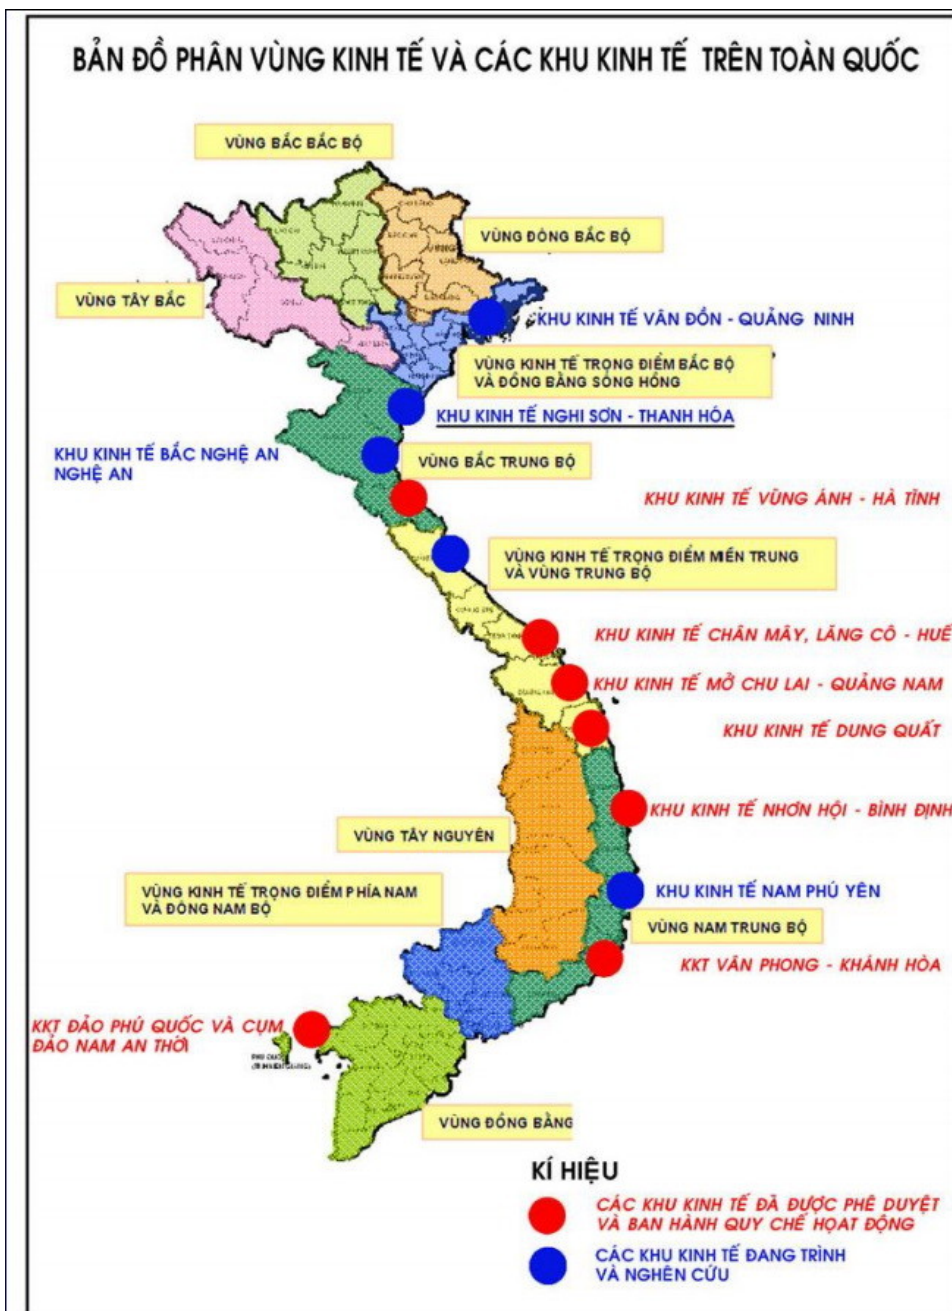 BẢN ĐỒ PHÂN VÙNG KINH TẾ VÀ CÁC KHU KINH TẾ TRÊN TOÀN QUỐC
VÙNG BẮC BẮC BỘ
VÙNG ĐÔNG BẮC BỘ
VÙNG TÂY BẮC
KHU KINH TẾ VÂN ĐỒN - QUẢNG NINH
VÙNG KINH TẾ TRỌNG ĐIỂM BẮC BỘ
VÀ ĐỒNG BẰNG SÔNG HỒNG
KHU KINH TẾ NGHI SƠN - THANH HÓA
KHU KINH TẾ BẮC NGHỆ AN
NGHỆ AN
VÙNG BẮC TRUNG BỘ
KHU KINH TẾ VŨNG ÁNH - HÀ TĨNH
VÙNG KINH TẾ TRỌNG ĐIỂM MIỀN TRUNG
VÀ VÙNG TRUNG BỘ
KHU KINH TẾ CHÂN MÂY, LĂNG CÔ - HUẾ
KHU KINH TẾ MỞ CHU LAI - QUẢNG NAM
KHU KINH TẾ DUNG QUẤT
KHU KINH TẾ NHƠN HỘI - BÌNH ĐỊNH
VÙNG TÂY NGUYÊN
VÙNG KINH TẾ TRỌNG ĐIỂM PHÍA NAM
VÀ ĐÔNG NAM BỘ
KHU KINH TẾ NAM PHÚ YÊN
VÙNG NAM TRUNG BỘ
KKT VÂN PHONG - KHÁNH HÒA
KKT ĐẢO PHÚ QUỐC VÀ CỤM
ĐẢO NAM AN THỜI
VÙNG ĐỒNG BẰNG
KÍ HIỆU
CÁC KHU KINH TẾ ĐÃ ĐƯỢC PHÊ DUYỆT
VÀ BAN HÀNH QUY CHẾ HỌAT ĐỘNG
CÁC KHU KINH TẾ ĐANG TRÌNH
VÀ NGHÊN CỨU